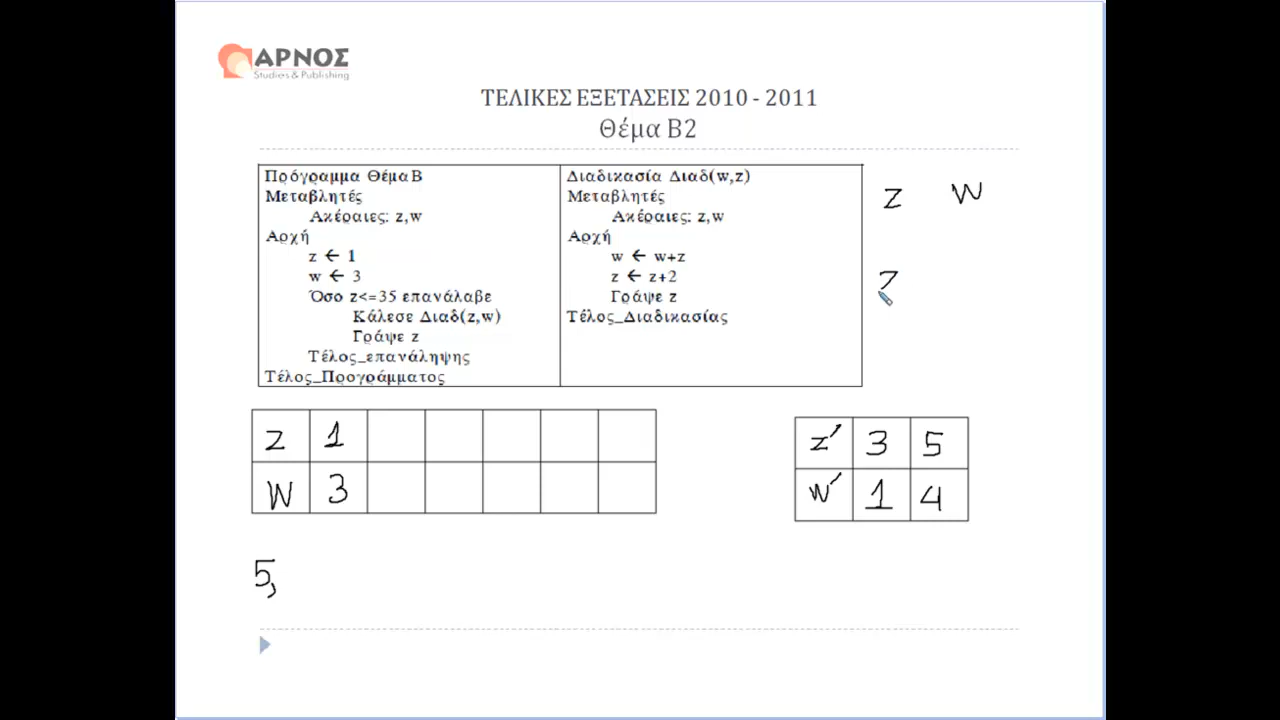 ΑΡΝΟΣ
Studies & Publishing
ΤΕΛΙΚΕΣ ΕΞΕΤΑΣΕΙΣ 2010 - 2011
Θέμα Β2
Πρόγραμμα Θέμα Β
Μεταβλητές
Ακέραιες: z,w
Αρχή
z ← 1
w ← 3
Όσο z<=35 επανάλαβε
Κάλεσε Διαδ(z,w)
Γράψε z
Τέλος_επανάληψης
Τέλος_Προγράμματος
Διαδικασία Διαδ(w,z)
Μεταβλητές
Ακέραιες: z,w
Αρχή
w ← w+z
z ← z+2
Γράψε z
Τέλος_Διαδικασίας
z w
z
z 1
w 3
z' 3 5
w' 1 4
5,